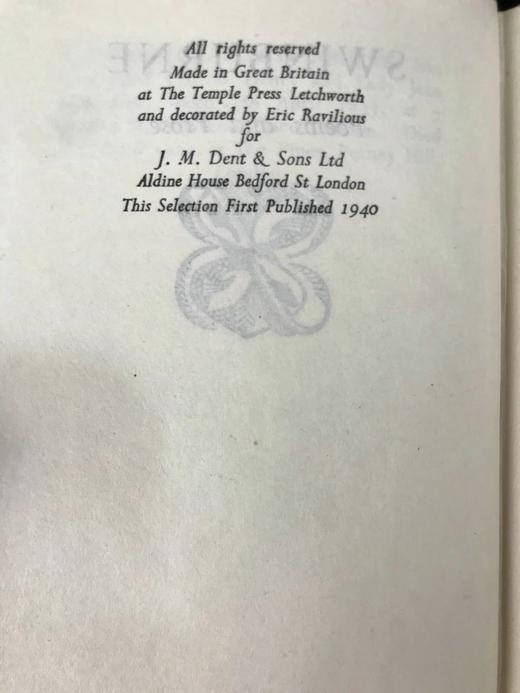 All rights reserved
Made in Great Britain
at The Temple Press Letchworth
and decorated by Eric Ravilious
for
J. M. Dent & Sons Ltd
Aldine House Bedford St London
This Selection First Published 1940
SWINBURNE